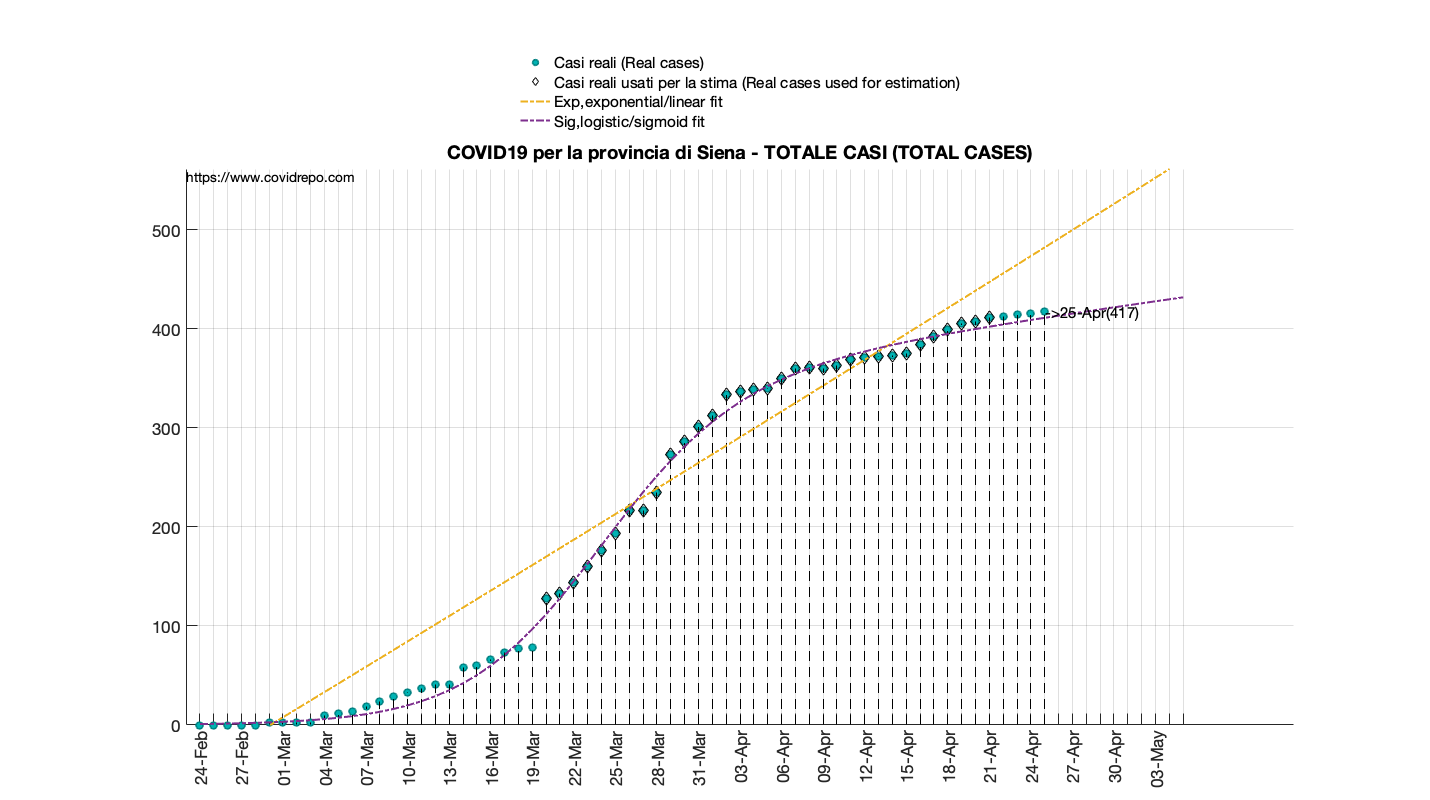 Casi reali (Real cases)
Casi reali usati per la stima (Real cases used for estimation)
Exp,exponential/linear fit
Sig,logistic/sigmoid fit
COVID19 per la provincia di Siena - TOTALE CASI (TOTAL CASES)
https://www.covidrepo.com
500
400
>25-Apr(417)
300
200
100
0
24-Feb
27-Feb
01-Mar
04-Mar
07-Mar
10-Mar
13-Mar
16-Mar
19-Mar
22-Mar
25-Mar
28-Mar
31-Mar
03-Apr
06-Apr
09-Apr
12-Apr
15-Apr
18-Apr
21-Apr
24-Apr
27-Apr
30-Apr
03-May